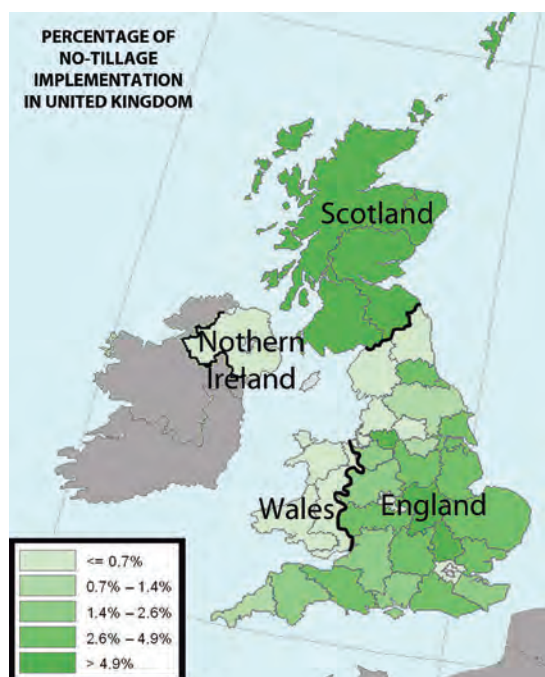 PERCENTAGE OF
NO-TILLAGE
IMPLEMENTATION
IN UNITED KINGDOM
Scotland
Nothern
Ireland
Wales
England
<= 0.7%
0.7% – 1.4%
1.4% – 2.6%
2.6% – 4.9%
> 4.9%